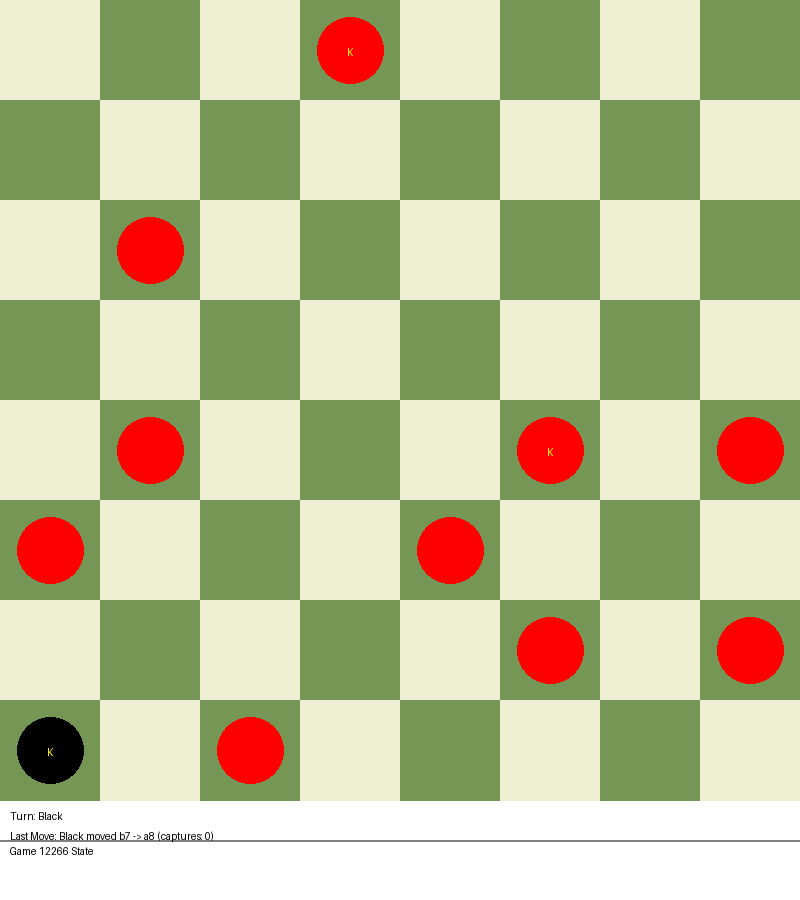 K
K
K
Turn: Black
Last Move: Black moved b7 -> a8 (captures: 0)
Game 12266 State